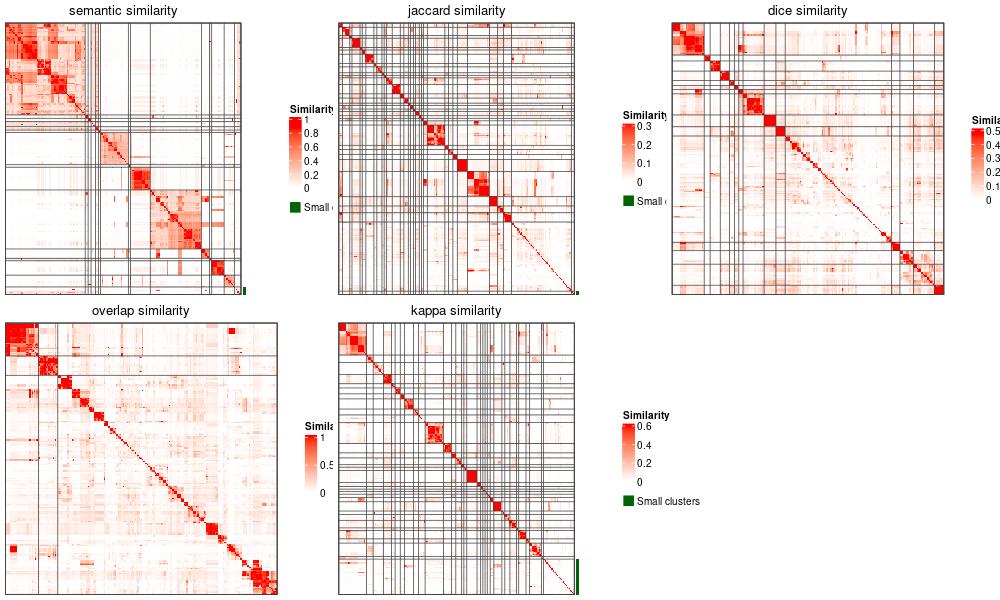 semantic similarity
Similarity
1
0.8
0.6
0.4
0.2
0
Small
jaccard similarity
Similarity
0.3
0.2
0.1
0
Small
dice similarity
Simila
0.5
0.4
0.3
0.2
0.1
0
overlap similarity
Simila
1
0.5
0
kappa similarity
Similarity
0.6
0.4
0.2
0
Small clusters